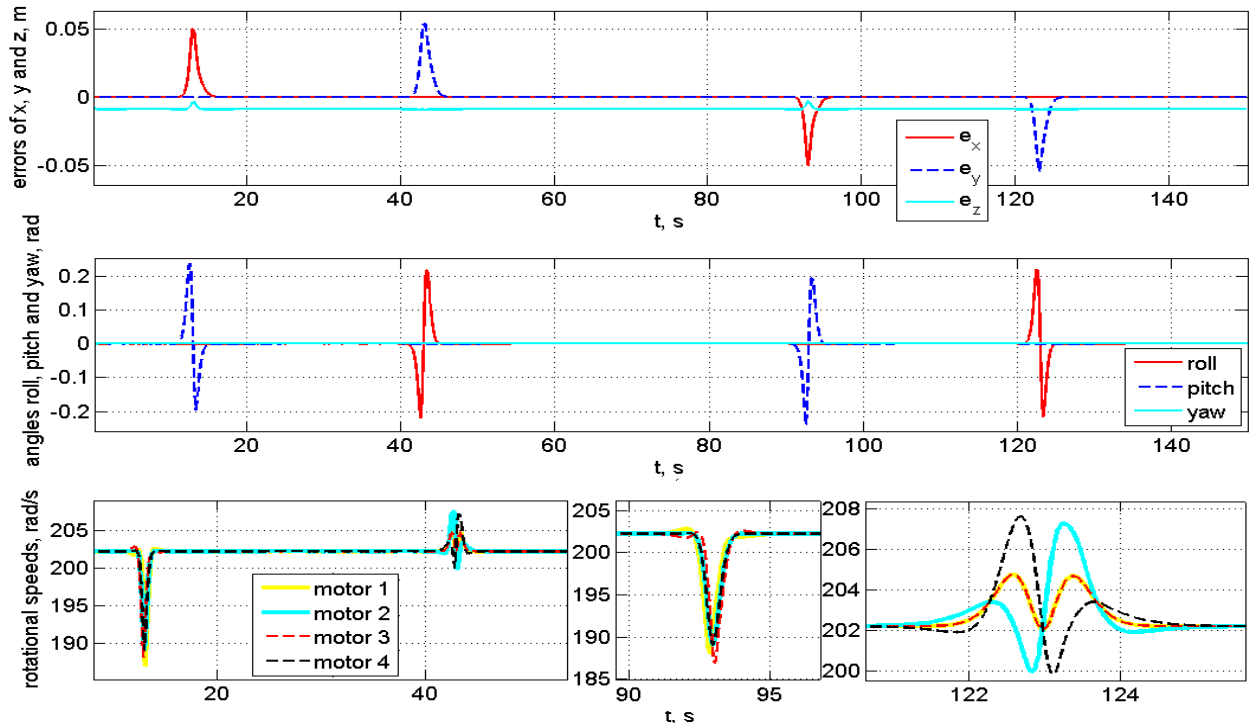 errors of x, y and z, m
0.05
0
-0.05
20
40
60
80
100
120
140
t, s
e_x
e_y
e_z
angles roll, pitch and yaw, rad
0.2
0.1
0
-0.1
-0.2
20
40
60
80
100
120
140
t, s
roll
pitch
yaw
rotational speeds, rad/s
205
200
195
190
20
40
motor 1
motor 2
motor 3
motor 4
205
200
195
190
185
90
95
t, s
208
206
204
202
200
122
124